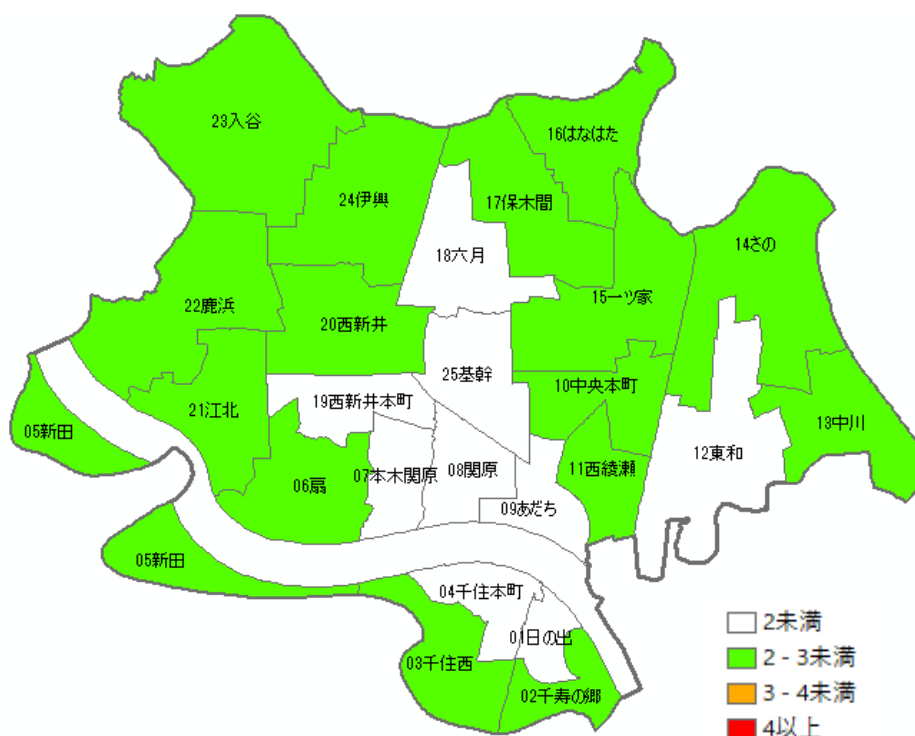 23入谷
16はなはた
24伊興
17保木間
14さの
18六月
15一ツ家
22鹿浜
20西新井
25基幹
10中央本町
19西新井本町
21江北
13中川
05新田
12東和
11西綾瀬
08関原
07本木関原
06扇
09あだち
05新田
04千住本町
01日の出
03千住西
02千寿の郷
2未満
2 - 3未満
3 - 4未満
4以上